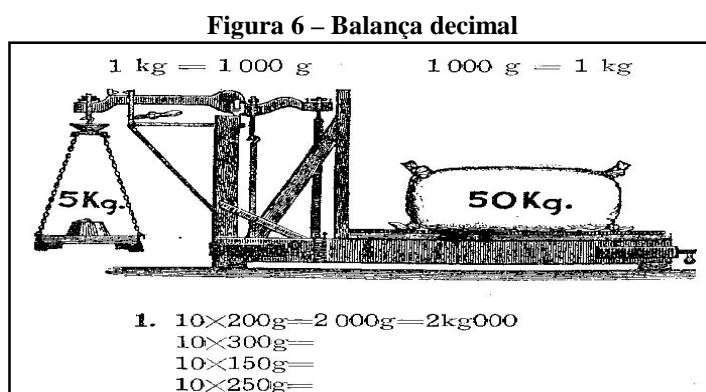 Figura 6 – Balança decimal
1 kg = 1 000 g 1 000 g = 1 kg
5Kg. 50Kg.
1. 10×200g=2 000g=2kg000
10×300g=
10×150g=
10×250g=